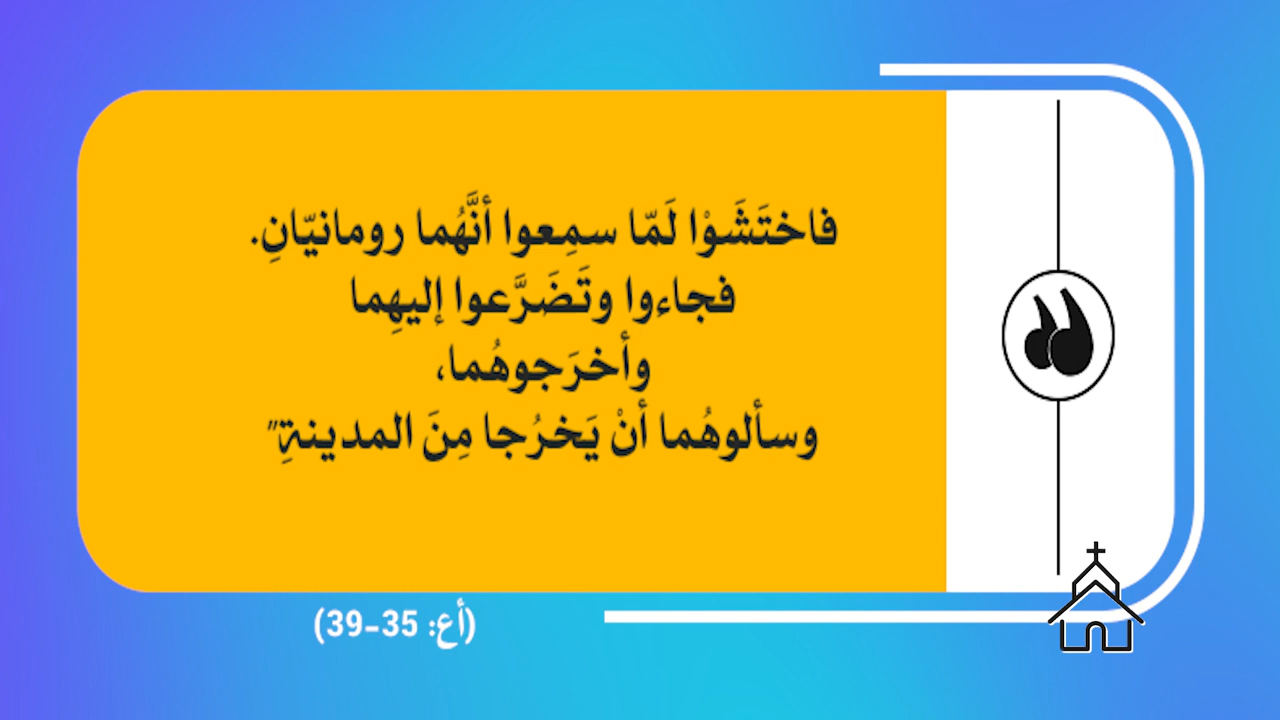 فاختَشَوْا لَمّا سمِعوا أنَّهُما رومانيّانِ.
فجاءوا وتَضَرَّعوا إليهِما
وأخرَجوهُما،
وسألوهُما أنْ يَخرُجا مِنَ المدينةِ"
(أع: 35-39)